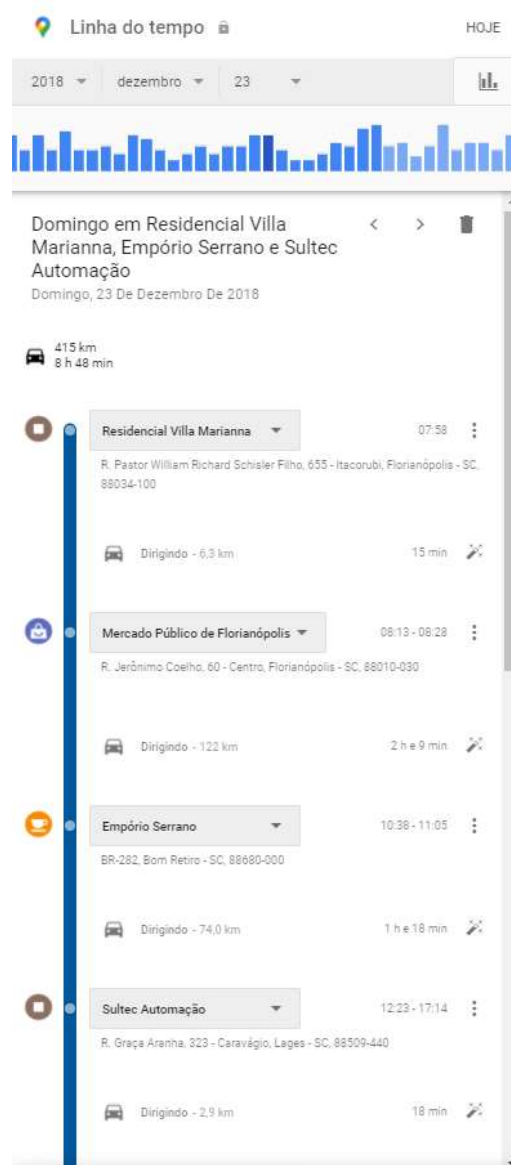 Linha do tempo HOJE
2018 dezembro 23
Domingo em Residencial Villa
Marianna, Empório Serrano e Sultec
Automação
Domingo, 23 De Dezembro De 2018
415 km
8 h 48 min
Residencial Villa Marianna 07:58
R. Pastor William Richard Schisler Filho, 655 - Itacorubi, Florianópolis - SC,
88034-100
Dirigindo - 6,3 km 15 min
Mercado Público de Florianópolis 08:13 - 08:28
R. Jerônimo Coelho, 60 - Centro, Florianópolis - SC, 88010-030
Dirigindo - 122 km 2 h e 9 min
Empório Serrano 10:38 - 11:05
BR-282, Bom Retiro - SC, 88680-000
Dirigindo - 74,0 km 1 h e 18 min
Sultec Automação 12:23 - 17:14
R. Graça Aranha, 323 - Caravágio, Lages - SC, 88509-440
Dirigindo - 2,9 km 18 min